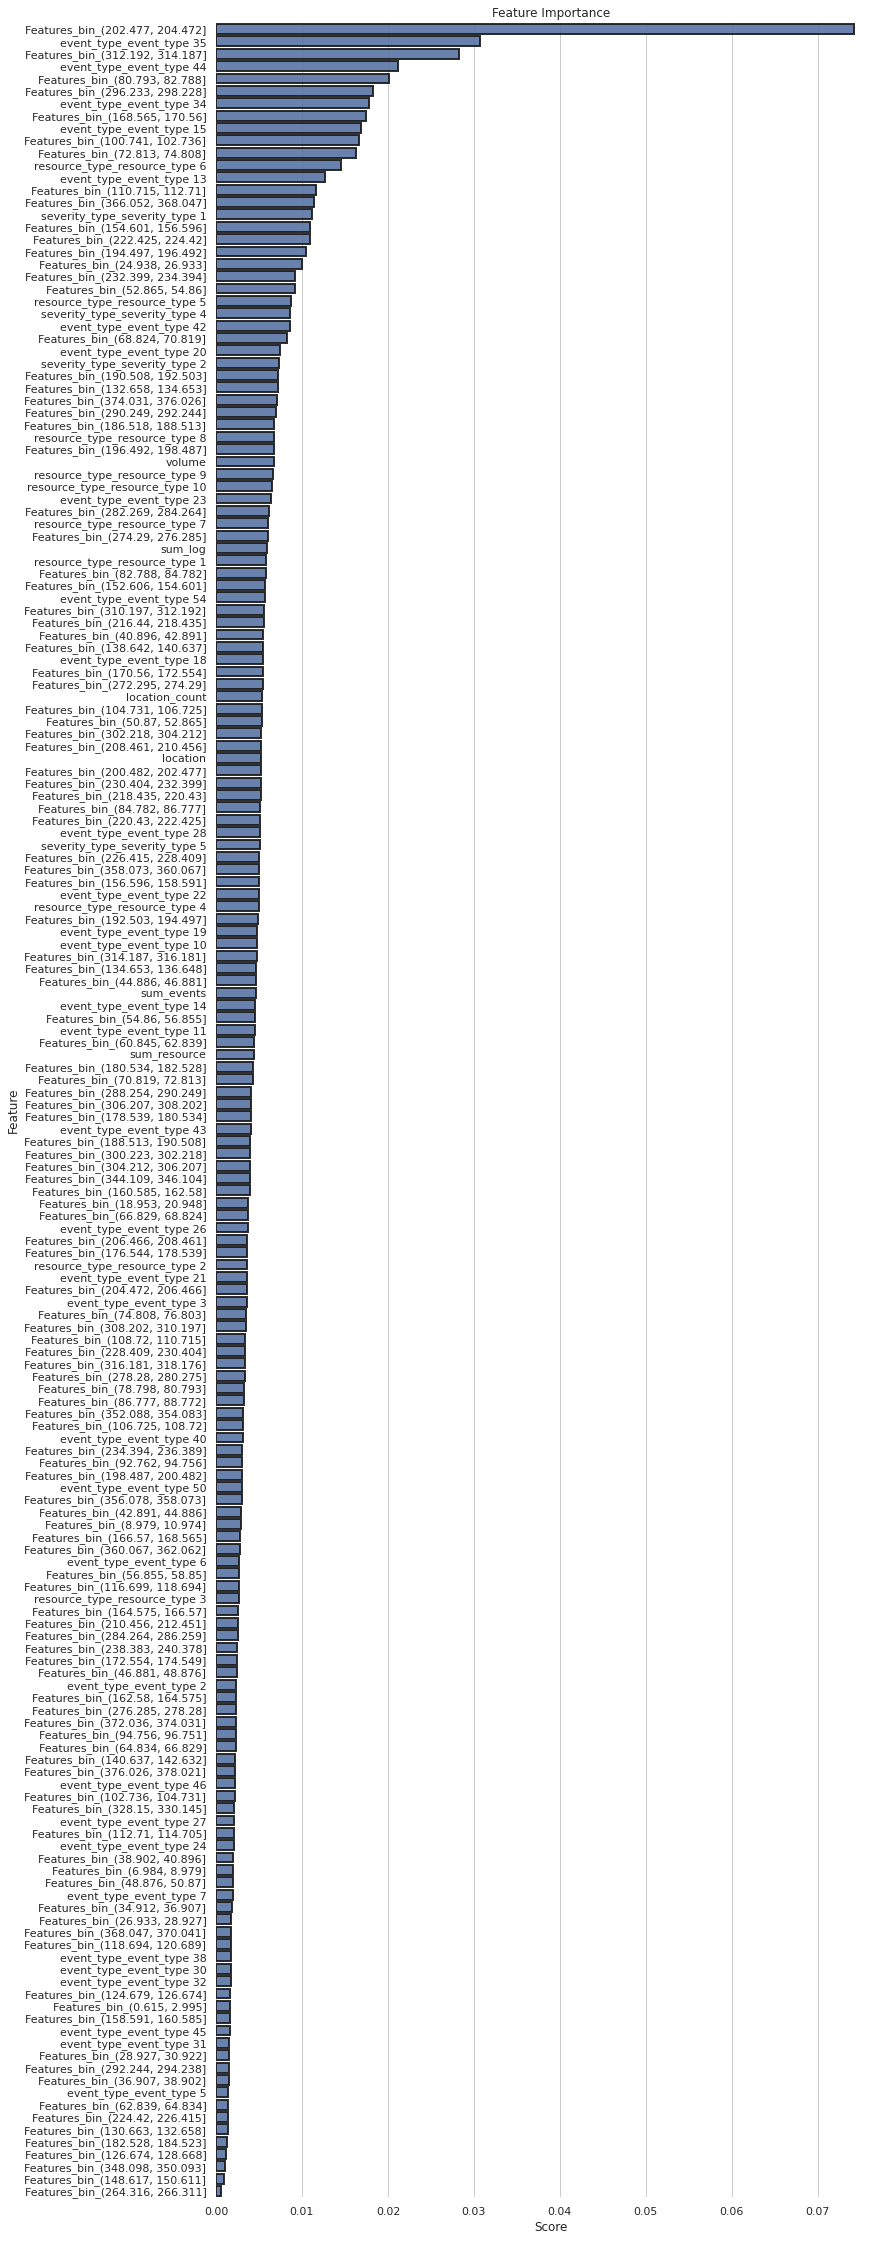 Feature Importance
Features_bin_(202.477, 204.472]
event_type_event_type 35
Features_bin_(312.192, 314.187]
event_type_event_type 44
Features_bin_(80.793, 82.788]
Features_bin_(296.233, 298.228]
event_type_event_type 34
Features_bin_(168.565, 170.56]
event_type_event_type 15
Features_bin_(100.741, 102.736]
Features_bin_(72.813, 74.808]
resource_type_resource_type 6
event_type_event_type 13
Features_bin_(110.715, 112.71]
Features_bin_(366.052, 368.047]
severity_type_severity_type 1
Features_bin_(154.601, 156.596]
Features_bin_(222.425, 224.42]
Features_bin_(194.497, 196.492]
Features_bin_(24.938, 26.933]
Features_bin_(232.399, 234.394]
Features_bin_(52.865, 54.86]
resource_type_resource_type 5
severity_type_severity_type 4
event_type_event_type 42
Features_bin_(68.824, 70.819]
event_type_event_type 20
severity_type_severity_type 2
Features_bin_(190.508, 192.503]
Features_bin_(132.658, 134.653]
Features_bin_(374.031, 376.026]
Features_bin_(290.249, 292.244]
Features_bin_(186.518, 188.513]
resource_type_resource_type 8
Features_bin_(196.492, 198.487]
volume
resource_type_resource_type 9
resource_type_resource_type 10
event_type_event_type 23
Features_bin_(282.269, 284.264]
resource_type_resource_type 7
Features_bin_(274.29, 276.285]
sum_log
resource_type_resource_type 1
Features_bin_(82.788, 84.782]
Features_bin_(152.606, 154.601]
event_type_event_type 54
Features_bin_(310.197, 312.192]
Features_bin_(216.44, 218.435]
Features_bin_(40.896, 42.891]
Features_bin_(138.642, 140.637]
event_type_event_type 18
Features_bin_(170.56, 172.554]
Features_bin_(272.295, 274.29]
location_count
Features_bin_(104.731, 106.725]
Features_bin_(50.87, 52.865]
Features_bin_(302.218, 304.212]
Features_bin_(208.461, 210.456]
location
Features_bin_(200.482, 202.477]
Features_bin_(230.404, 232.399]
Features_bin_(218.435, 220.43]
Features_bin_(84.782, 86.777]
Features_bin_(220.43, 222.425]
event_type_event_type 28
severity_type_severity_type 5
Features_bin_(226.415, 228.409]
Features_bin_(358.073, 360.067]
Features_bin_(156.596, 158.591]
event_type_event_type 22
resource_type_resource_type 4
Features_bin_(192.503, 194.497]
event_type_event_type 19
event_type_event_type 10
Features_bin_(314.187, 316.181]
Features_bin_(134.653, 136.648]
Features_bin_(44.886, 46.881]
sum_events
event_type_event_type 14
Features_bin_(54.86, 56.855]
event_type_event_type 11
Features_bin_(60.845, 62.839]
sum_resource
Features_bin_(180.534, 182.528]
Features_bin_(70.819, 72.813]
Features_bin_(288.254, 290.249]
Features_bin_(306.207, 308.202]
Features_bin_(178.539, 180.534]
event_type_event_type 43
Features_bin_(188.513, 190.508]
Features_bin_(300.223, 302.218]
Features_bin_(304.212, 306.207]
Features_bin_(344.109, 346.104]
Features_bin_(160.585, 162.58]
Features_bin_(18.953, 20.948]
Features_bin_(66.829, 68.824]
event_type_event_type 26
Features_bin_(206.466, 208.461]
Features_bin_(176.544, 178.539]
resource_type_resource_type 2
event_type_event_type 21
Features_bin_(204.472, 206.466]
event_type_event_type 3
Features_bin_(74.808, 76.803]
Features_bin_(308.202, 310.197]
Features_bin_(108.72, 110.715]
Features_bin_(228.409, 230.404]
Features_bin_(316.181, 318.176]
Features_bin_(278.28, 280.275]
Features_bin_(78.798, 80.793]
Features_bin_(86.777, 88.772]
Features_bin_(352.088, 354.083]
Features_bin_(106.725, 108.72]
event_type_event_type 40
Features_bin_(234.394, 236.389]
Features_bin_(92.762, 94.756]
Features_bin_(198.487, 200.482]
event_type_event_type 50
Features_bin_(356.078, 358.073]
Features_bin_(42.891, 44.886]
Features_bin_(8.979, 10.974]
Features_bin_(166.57, 168.565]
Features_bin_(360.067, 362.062]
event_type_event_type 6
Features_bin_(56.855, 58.85]
Features_bin_(116.699, 118.694]
resource_type_resource_type 3
Features_bin_(164.575, 166.57]
Features_bin_(210.456, 212.451]
Features_bin_(284.264, 286.259]
Features_bin_(238.383, 240.378]
Features_bin_(172.554, 174.549]
Features_bin_(46.881, 48.876]
event_type_event_type 2
Features_bin_(162.58, 164.575]
Features_bin_(276.285, 278.28]
Features_bin_(372.036, 374.031]
Features_bin_(94.756, 96.751]
Features_bin_(64.834, 66.829]
Features_bin_(140.637, 142.632]
Features_bin_(376.026, 378.021]
event_type_event_type 46
Features_bin_(102.736, 104.731]
Features_bin_(328.15, 330.145]
event_type_event_type 27
Features_bin_(112.71, 114.705]
event_type_event_type 24
Features_bin_(38.902, 40.896]
Features_bin_(6.984, 8.979]
Features_bin_(48.876, 50.87]
event_type_event_type 7
Features_bin_(34.912, 36.907]
Features_bin_(26.933, 28.927]
Features_bin_(368.047, 370.041]
Features_bin_(118.694, 120.689]
event_type_event_type 38
event_type_event_type 30
event_type_event_type 32
Features_bin_(124.679, 126.674]
Features_bin_(0.615, 2.995]
Features_bin_(158.591, 160.585]
event_type_event_type 45
event_type_event_type 31
Features_bin_(28.927, 30.922]
Features_bin_(292.244, 294.238]
Features_bin_(36.907, 38.902]
event_type_event_type 5
Features_bin_(62.839, 64.834]
Features_bin_(224.42, 226.415]
Features_bin_(130.663, 132.658]
Features_bin_(182.528, 184.523]
Features_bin_(126.674, 128.668]
Features_bin_(348.098, 350.093]
Features_bin_(148.617, 150.611]
Features_bin_(264.316, 266.311]
Feature
0.00 0.01 0.02 0.03 0.04 0.05 0.06 0.07
Score